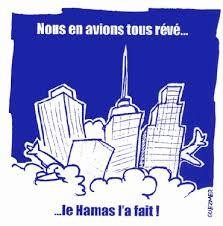 Nous en avions tous rêvé...
...le Hamas l'a fait !